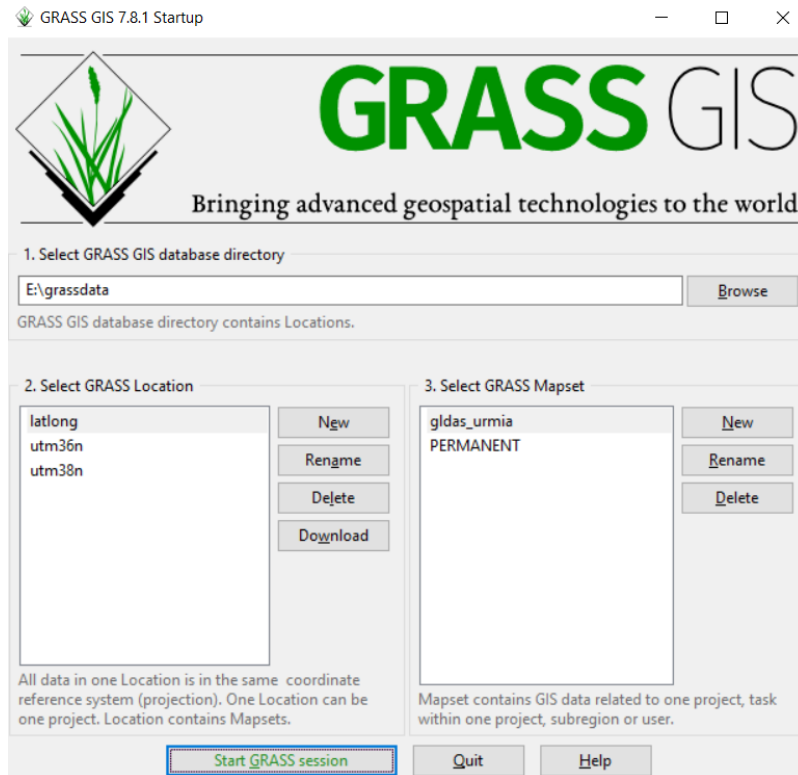 GRASS GIS 7.8.1 Startup
GRASS GIS
Bringing advanced geospatial technologies to the world
1. Select GRASS GIS database directory
E:\grassdata
Browse
GRASS GIS database directory contains Locations.
2. Select GRASS Location
latlong
utm36n
utm38n
New
Rename
Delete
Download
All data in one Location is in the same coordinate
reference system (projection). One Location can be
one project. Location contains Mapsets.
3. Select GRASS Mapset
gldas_urmia
PERMANENT
New
Rename
Delete
Mapset contains GIS data related to one project, task
within one project, subregion or user.
Start GRASS session
Quit
Help